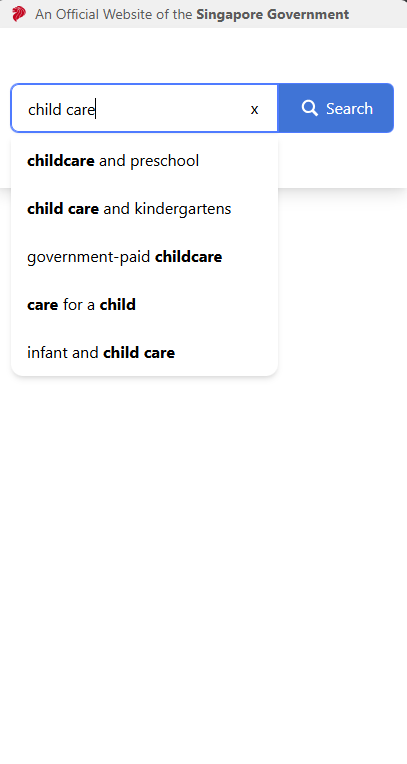 An Official Website of the Singapore Government
child care
x
Search
childcare and preschool
child care and kindergartens
government-paid childcare
care for a child
infant and child care